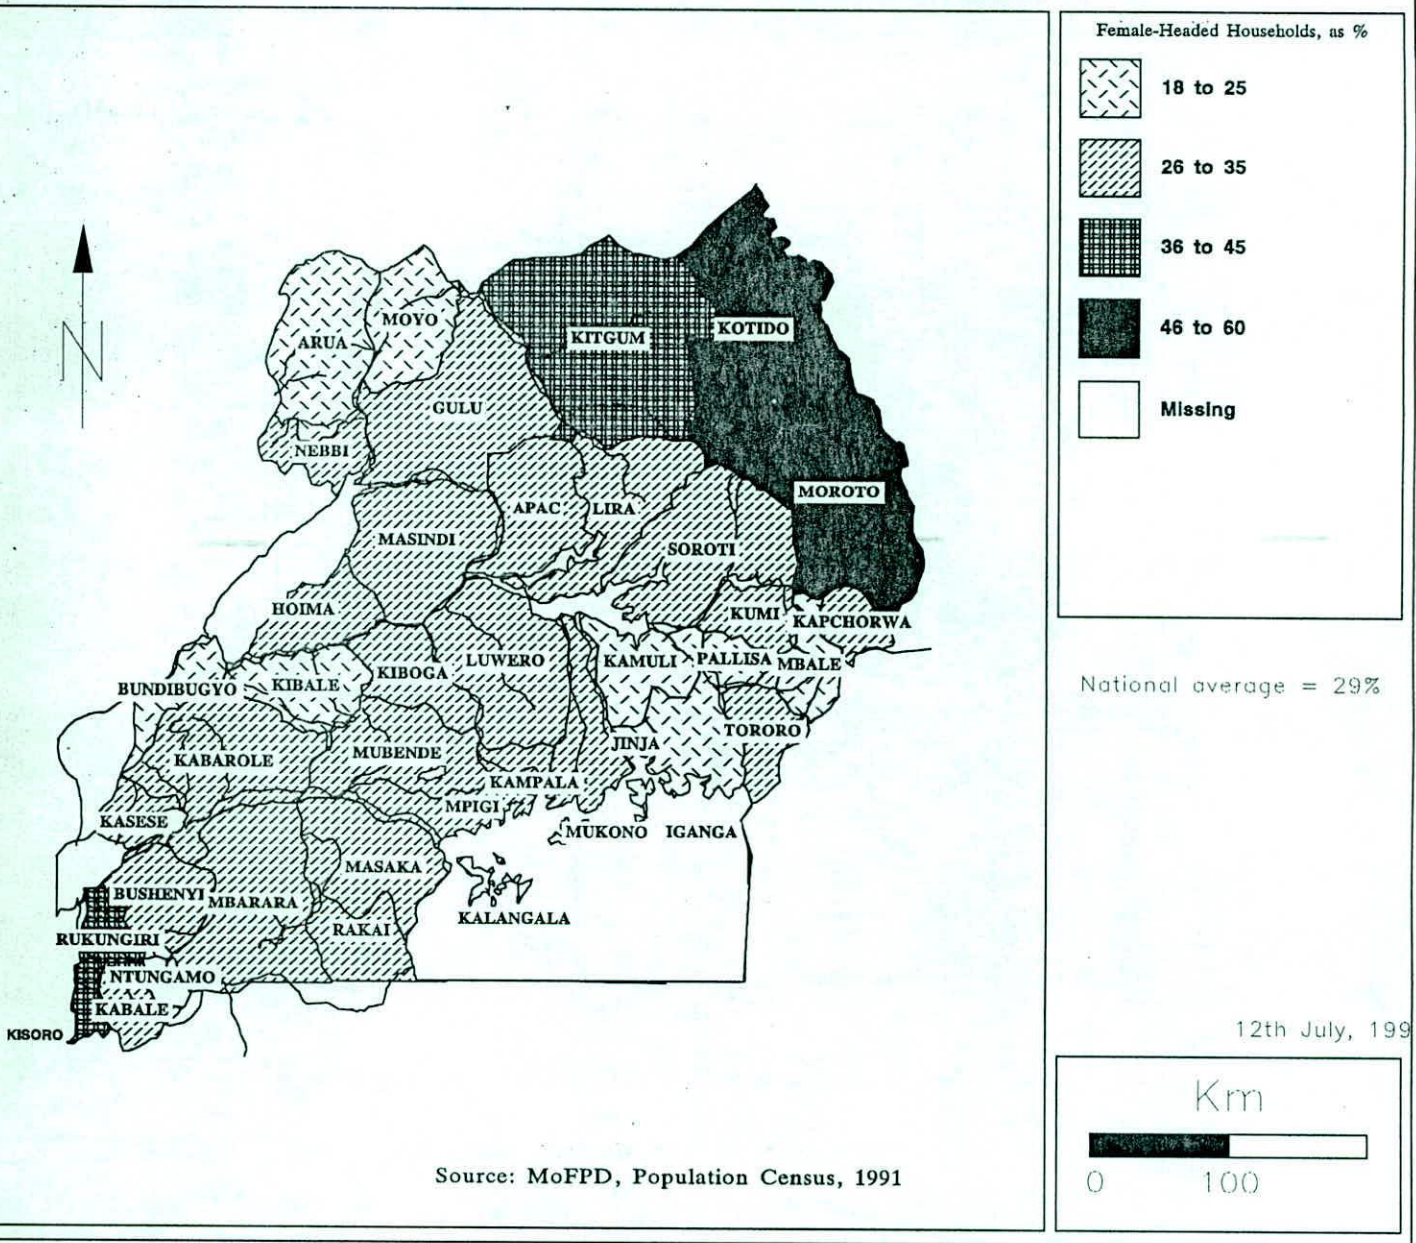 Female-Headed Households, as %
18 to 25
26 to 35
36 to 45
46 to 60
Missing
National average = 29%
12th July, 199
Km
0 100
N
MOYO
ARUA
KITGUM
KOTIDO
GULU
NEBBI
MOROTO
APAC
LIRA
MASINDI
SOROTI
HOIMA
KUMI
KAPCHORWA
KAMULI
PALLISA
MBALE
LUWERO
KIBOGA
KIBALE
BUNDIBUGYO
TORORO
JINJA
MUBENDE
KABAROLE
KAMPALA
MPIGI
KASESE
MUKONO
IGANGA
MASAKA
BUSHENYI
MBARARA
KALANGALA
RAKAI
RUKUNGIRI
NTUNGAMO
KABALE
KISORO
Source: MoFPD, Population Census, 1991